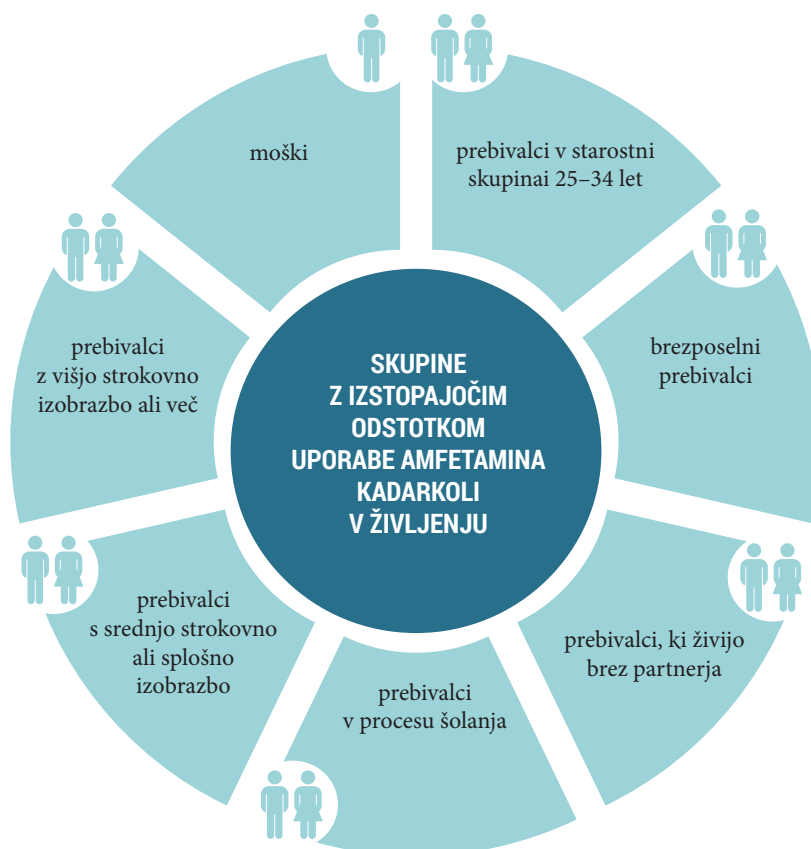 moški
prebivalci v starostni
skupinai 25–34 let
brezposelni
prebivalci
prebivalci, ki živijo
brez partnerja
prebivalci
v procesu šolanja
prebivalci
s srednjo strokovno
ali splošno
izobrazbo
prebivalci
z višjo strokovno
izobrazbo ali več
SKUPINE
Z IZSTOPAJOČIM
ODSTOTKOM
UPORABE AMFETAMINA
KADARKOLI
V ŽIVLJENJU